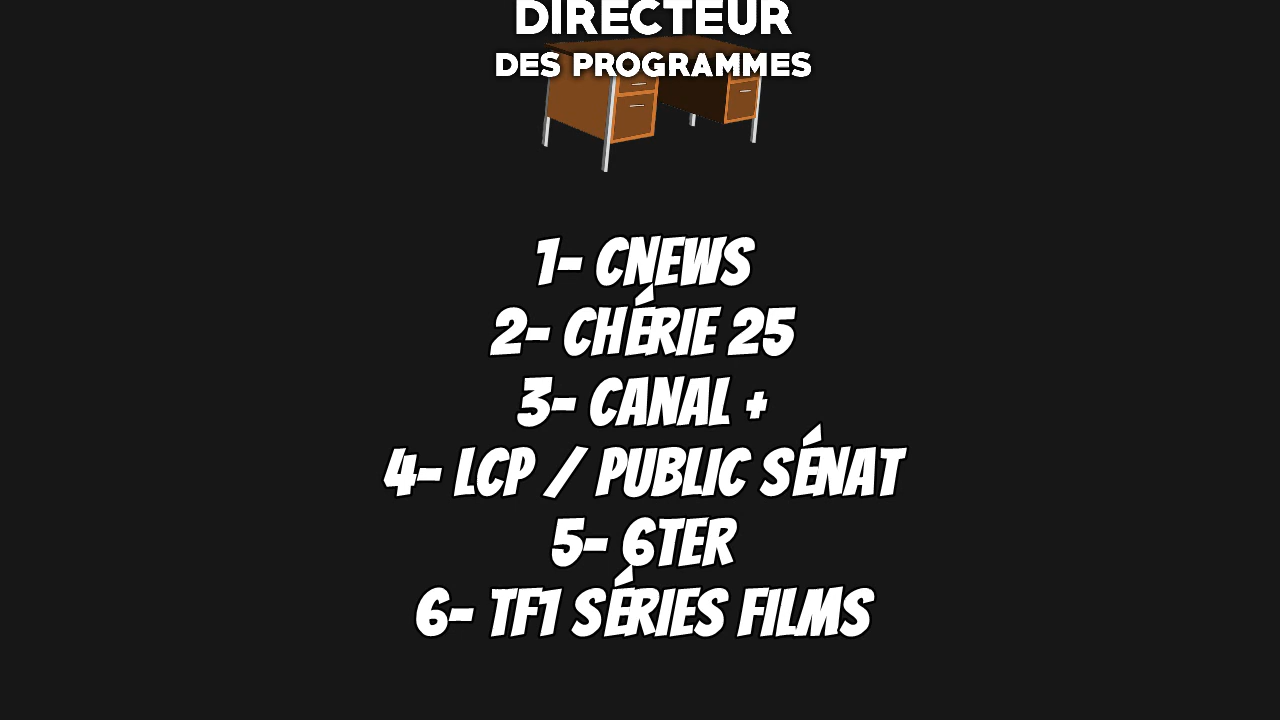 DIRECTEUR
DES PROGRAMMES
1- CNEWS
2- CHÉRIE 25
3- CANAL +
4- LCP / PUBLIC SÉNAT
5- 6TER
6- TF1 SÉRIES FILMS